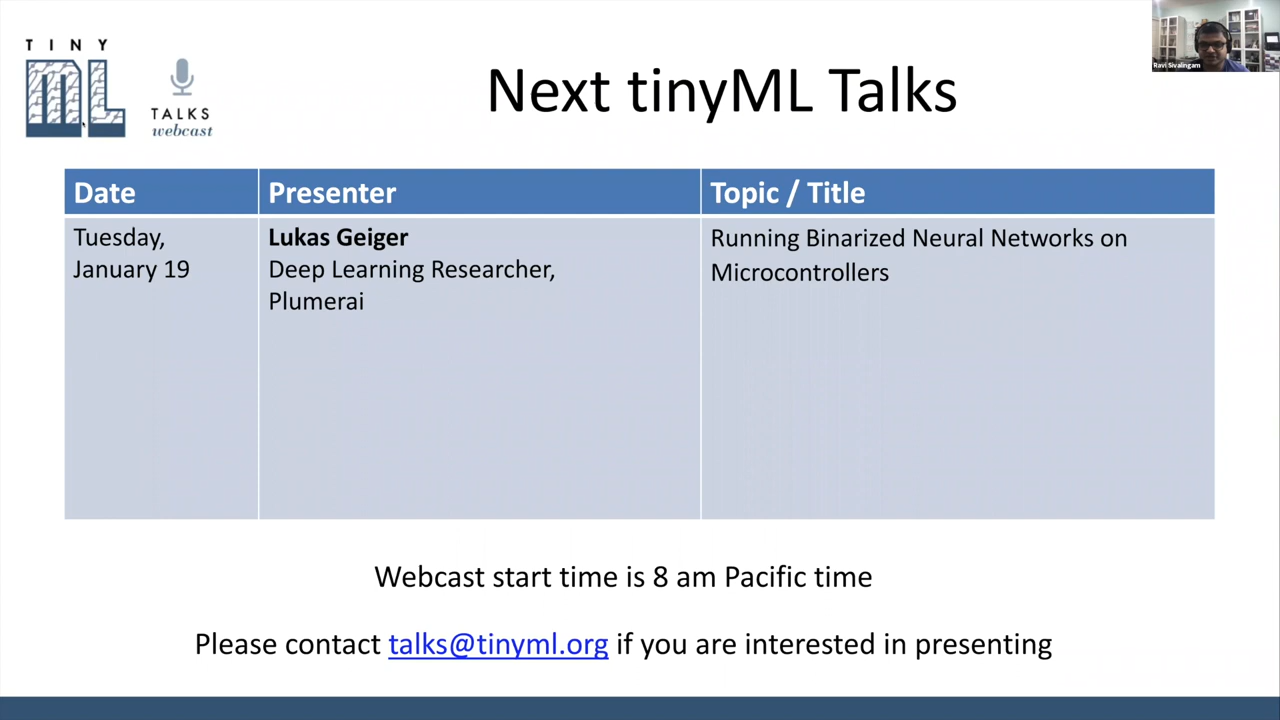 TINY
ML
TALKS
webcast
Next tinyML Talks
Ravi Sivalingam
Date
Presenter
Topic / Title
Tuesday,
January 19
Lukas Geiger
Deep Learning Researcher,
Plumerai
Running Binarized Neural Networks on
Microcontrollers
Webcast start time is 8 am Pacific time
Please contact talks@tinyml.org if you are interested in presenting